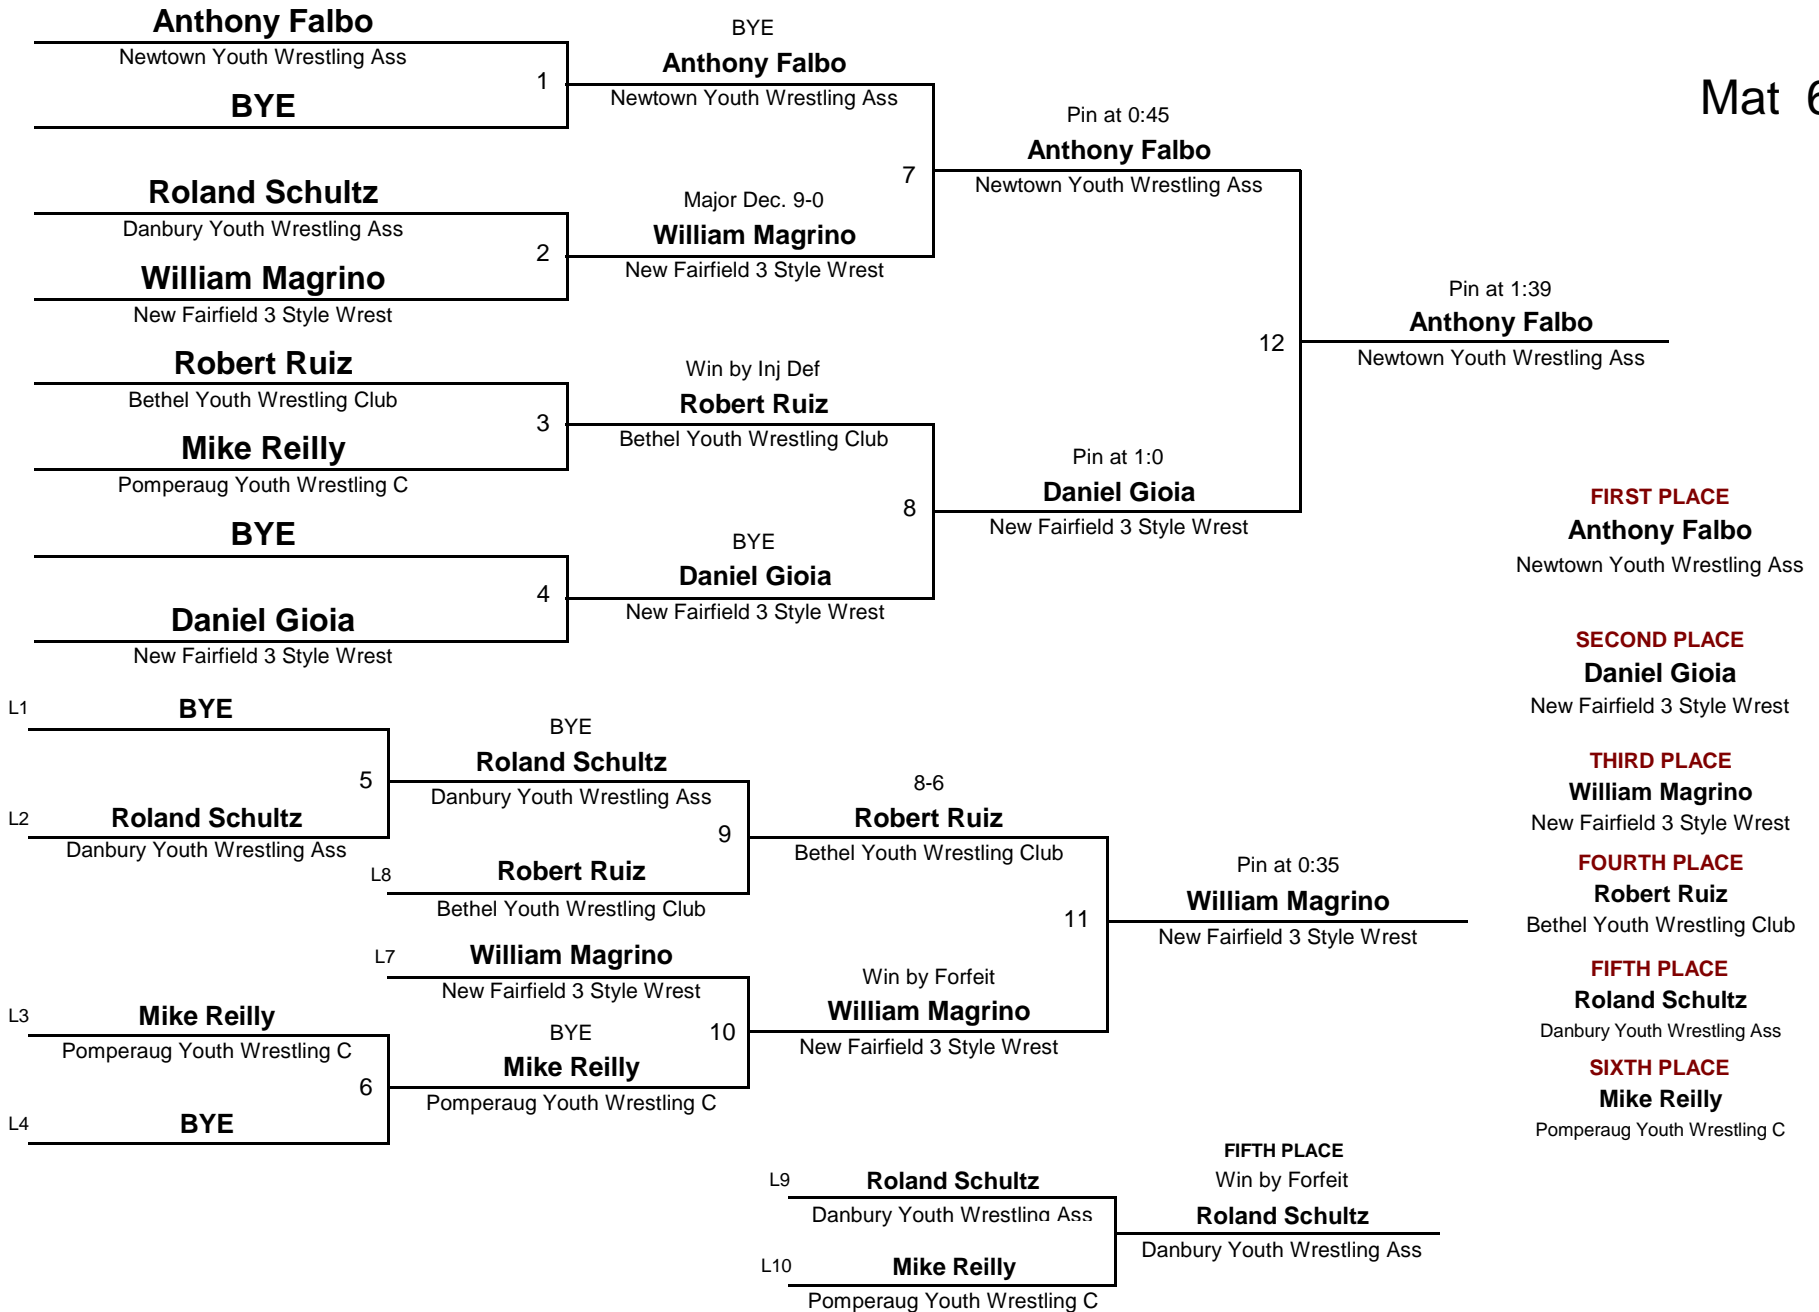 Anthony Falbo
Newtown Youth Wrestling Ass
1
BYE
BYE
Anthony Falbo
Newtown Youth Wrestling Ass
Roland Schultz
Danbury Youth Wrestling Ass
2
William Magrino
New Fairfield 3 Style Wrest
Major Dec. 9-0
William Magrino
New Fairfield 3 Style Wrest
7
Pin at 0:45
Anthony Falbo
Newtown Youth Wrestling Ass
Mat 6
Robert Ruiz
Bethel Youth Wrestling Club
3
Mike Reilly
Pomperaug Youth Wrestling C
Win by Inj Def
Robert Ruiz
Bethel Youth Wrestling Club
BYE
4
Daniel Gioia
New Fairfield 3 Style Wrest
BYE
Daniel Gioia
New Fairfield 3 Style Wrest
8
Pin at 1:0
Daniel Gioia
New Fairfield 3 Style Wrest
12
Pin at 1:39
Anthony Falbo
Newtown Youth Wrestling Ass
L1
BYE
5
L2
Roland Schultz
Danbury Youth Wrestling Ass
BYE
Roland Schultz
Danbury Youth Wrestling Ass
9
L8
Robert Ruiz
Bethel Youth Wrestling Club
8-6
Robert Ruiz
Bethel Youth Wrestling Club
L7
William Magrino
New Fairfield 3 Style Wrest
L3
Mike Reilly
Pomperaug Youth Wrestling C
6
L4
BYE
BYE
10
Mike Reilly
Pomperaug Youth Wrestling C
Win by Forfeit
William Magrino
New Fairfield 3 Style Wrest
11
Pin at 0:35
William Magrino
New Fairfield 3 Style Wrest
L9
Roland Schultz
Danbury Youth Wrestling Ass
L10
Mike Reilly
Pomperaug Youth Wrestling C
FIFTH PLACE
Win by Forfeit
Roland Schultz
Danbury Youth Wrestling Ass
FIRST PLACE
Anthony Falbo
Newtown Youth Wrestling Ass
SECOND PLACE
Daniel Gioia
New Fairfield 3 Style Wrest
THIRD PLACE
William Magrino
New Fairfield 3 Style Wrest
FOURTH PLACE
Robert Ruiz
Bethel Youth Wrestling Club
FIFTH PLACE
Roland Schultz
Danbury Youth Wrestling Ass
SIXTH PLACE
Mike Reilly
Pomperaug Youth Wrestling C